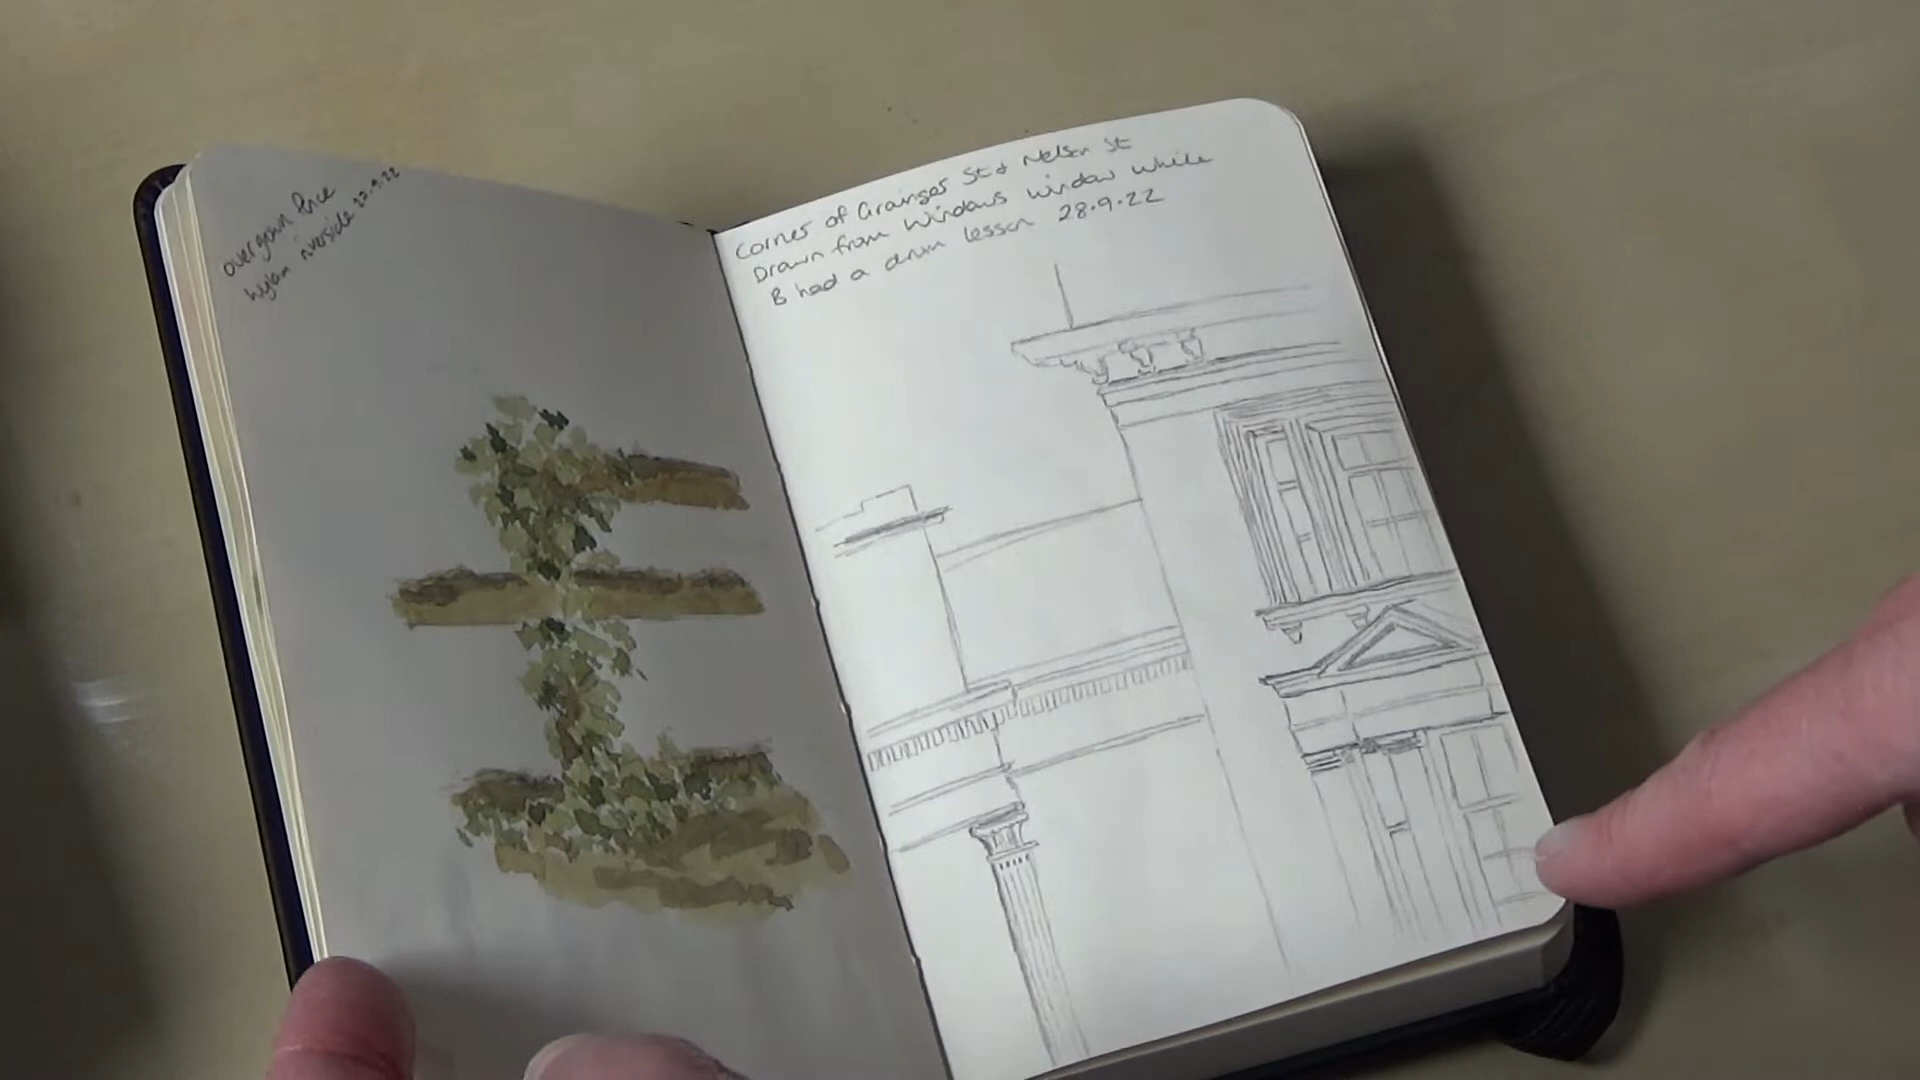 overgrown fence
Wylam riverside 22.9.22
Corner of Grainger St & Nelson St
Drawn from Windows window while
B had a drum lesson 28.9.22